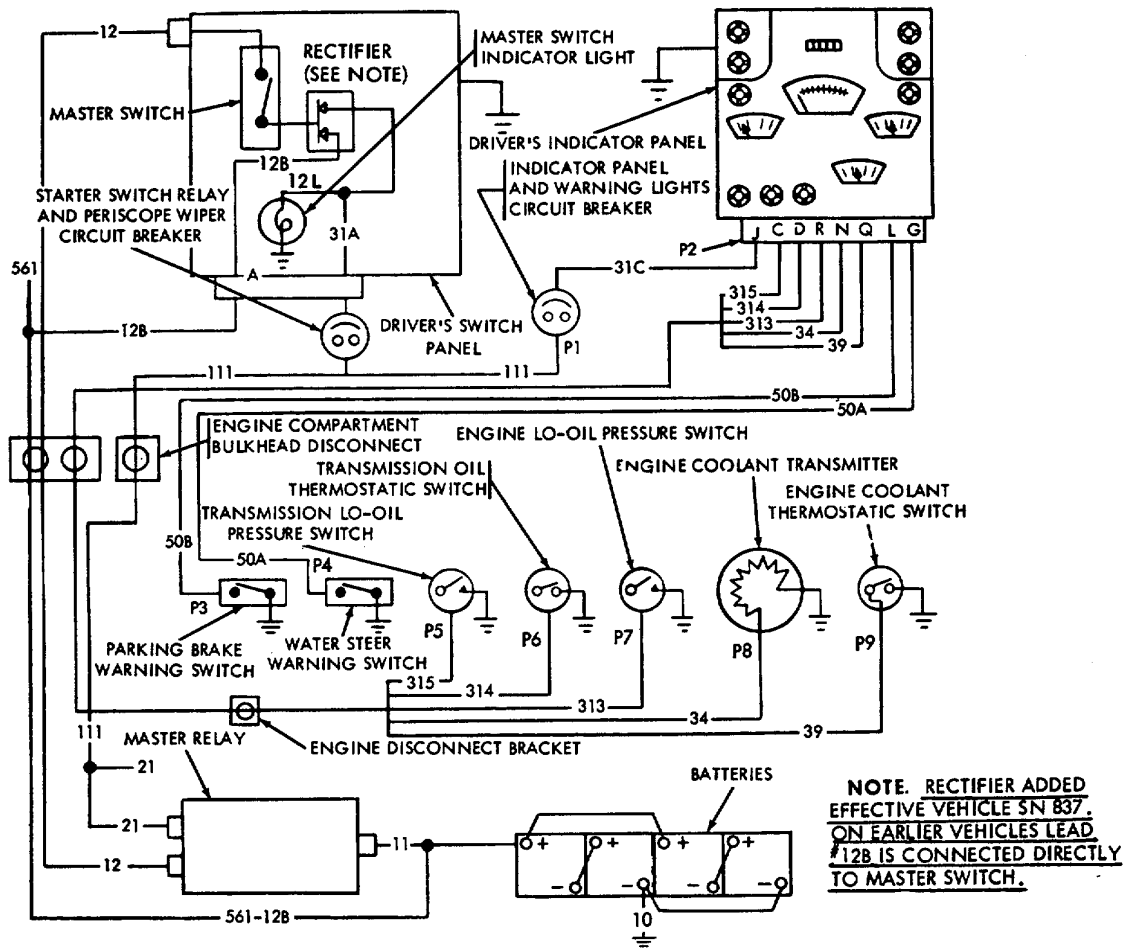 12
RECTIFIER
(SEE NOTE)
MASTER SWITCH
INDICATOR LIGHT
MASTER SWITCH
DRIVER'S INDICATOR PANEL
12B
12L
INDICATOR PANEL
AND WARNING LIGHTS
CIRCUIT BREAKER
STARTER SWITCH RELAY
AND PERISCOPE WIPER
CIRCUIT BREAKER
31A
P2
J C D R N Q L G
561
A
31C
315
314
313
34
39
12B
DRIVER'S SWITCH
PANEL
P1
111
111
50B
50A
ENGINE COMPARTMENT
BULKHEAD DISCONNECT
ENGINE LO-OIL PRESSURE SWITCH
TRANSMISSION OIL
THERMOSTATIC SWITCH
ENGINE COOLANT TRANSMITTER
ENGINE COOLANT
THERMOSTATIC SWITCH
TRANSMISSION LO-OIL
PRESSURE SWITCH
50B
50A
P4
P3
P5
P6
P7
P8
P9
PARKING BRAKE
WARNING SWITCH
WATER STEER
WARNING SWITCH
315
314
313
34
39
111
MASTER RELAY
ENGINE DISCONNECT BRACKET
21
BATTERIES
21
12
11
+ + + +
- - - -
10
561-12B
NOTE. RECTIFIER ADDED
EFFECTIVE VEHICLE SN 837.
ON EARLIER VEHICLES LEAD
#12B IS CONNECTED DIRECTLY
TO MASTER SWITCH.